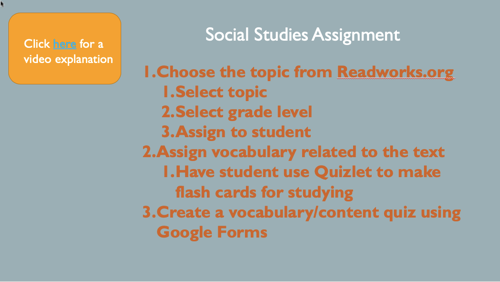 Click here for a
video explanation
Social Studies Assignment
1.Choose the topic from Readworks.org
1.Select topic
2.Select grade level
3.Assign to student
2.Assign vocabulary related to the text
1.Have student use Quizlet to make
flash cards for studying
3.Create a vocabulary/content quiz using
Google Forms